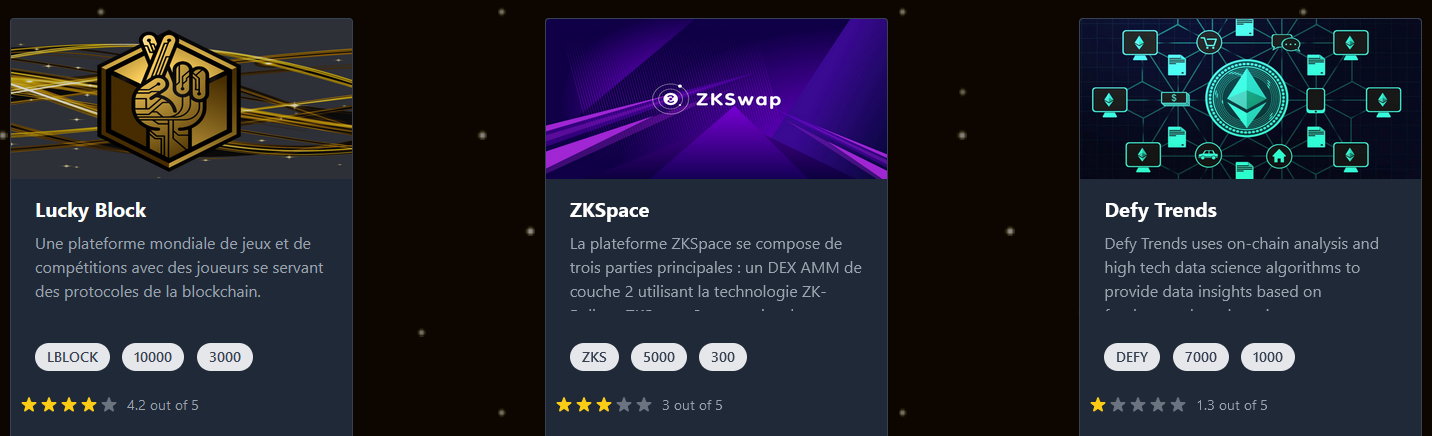 ZKSwap
Lucky Block
Une plateforme mondiale de jeux et de
compétitions avec des joueurs se servant
des protocoles de la blockchain.
LBLOCK 10000 3000
4.2 out of 5
ZKSpace
La plateforme ZKSpace se compose de
trois parties principales : un DEX AMM de
couche 2 utilisant la technologie ZK-
ZKS 5000 300
3 out of 5
Defy Trends
Defy Trends uses on-chain analysis and
high tech data science algorithms to
provide data insights based on
DEFY 7000 1000
1.3 out of 5